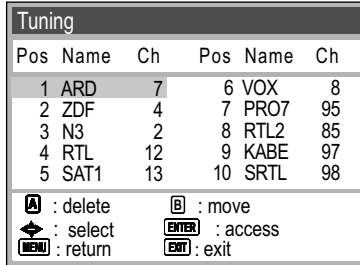 Tuning
Pos Name Ch Pos Name Ch
1 ARD 7 6 VOX 8
2 ZDF 4 7 PRO7 95
3 N3 2 8 RTL2 85
4 RTL 12 9 KABE 97
5 SAT1 13 10 SRTL 98
A : delete B : move
: select ENTER : access
MENU : return EXIT : exit